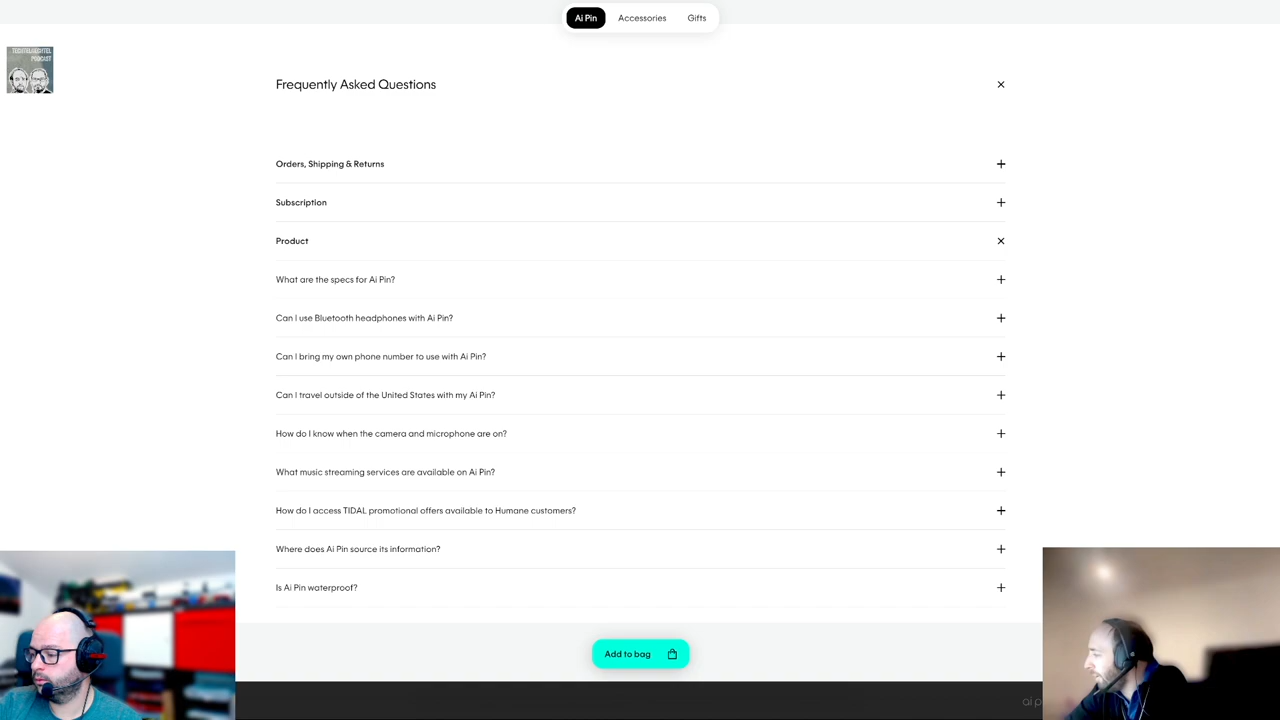 Ai Pin
Accessories
Gifts
TECHTELMECHTEL
PODCAST
Frequently Asked Questions
Orders, Shipping & Returns
Subscription
Product
What are the specs for Ai Pin?
Can I use Bluetooth headphones with Ai Pin?
Can I bring my own phone number to use with Ai Pin?
Can I travel outside of the United States with my Ai Pin?
How do I know when the camera and microphone are on?
What music streaming services are available on Ai Pin?
How do I access TIDAL promotional offers available to Humane customers?
Where does Ai Pin source its information?
Is Ai Pin waterproof?
Add to bag
ai p